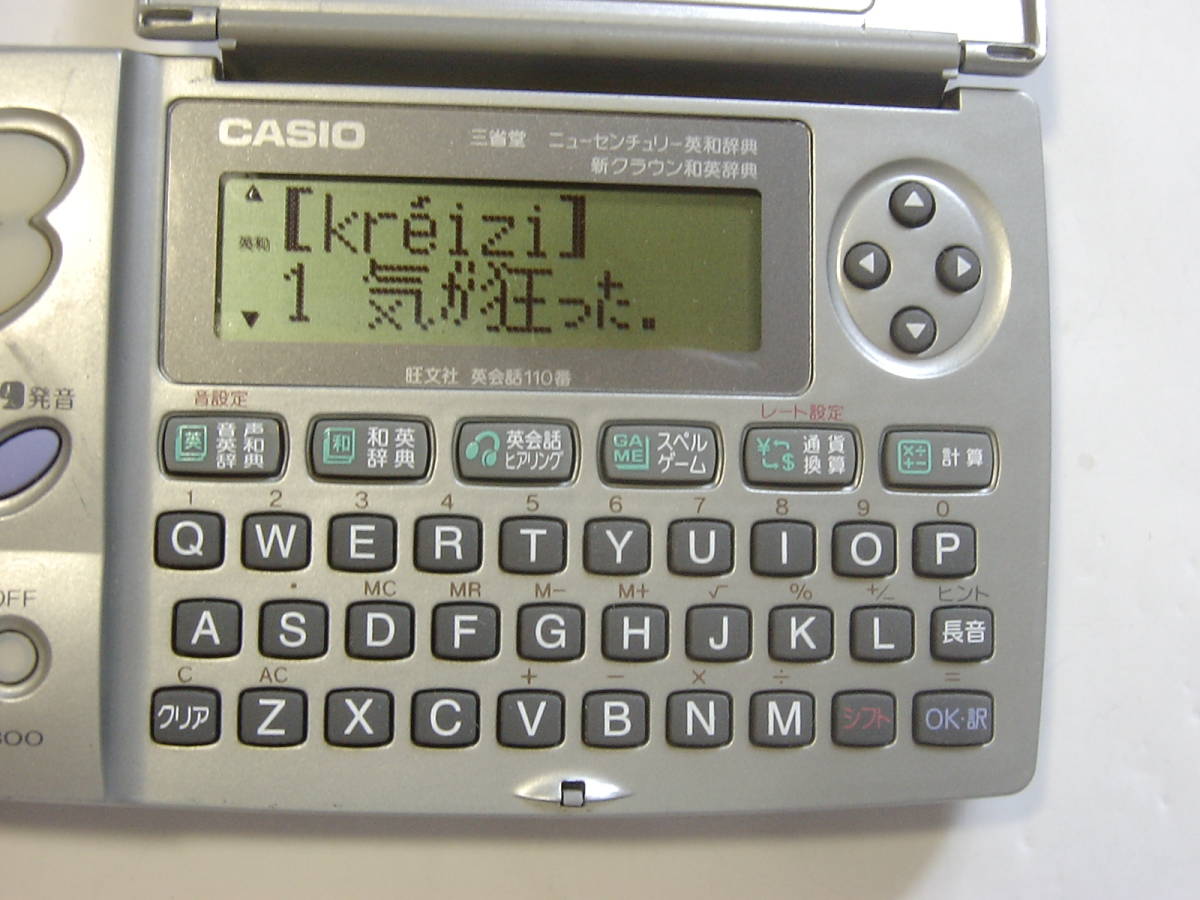 CASIO
三省堂 ニューセンチュリー英和辞典
新クラウン和英辞典
英和
【kréizi】
1 気が狂った.
旺文社 英会話110番
発音
音設定
レート設定
英 音声英和辞典
和 和英辞典
英会話ヒアリング
GAME スペルゲーム
¥ $ 通貨換算
×÷+− 計算
1 2 3 4 5 6 7 8 9 0
Q W E R T Y U I O P
OFF
・ MC MR M− M+ √ % +/− ヒント
A S D F G H J K L 長音
C AC + − × ÷ =
クリア Z X C V B N M シフト OK・訳
800